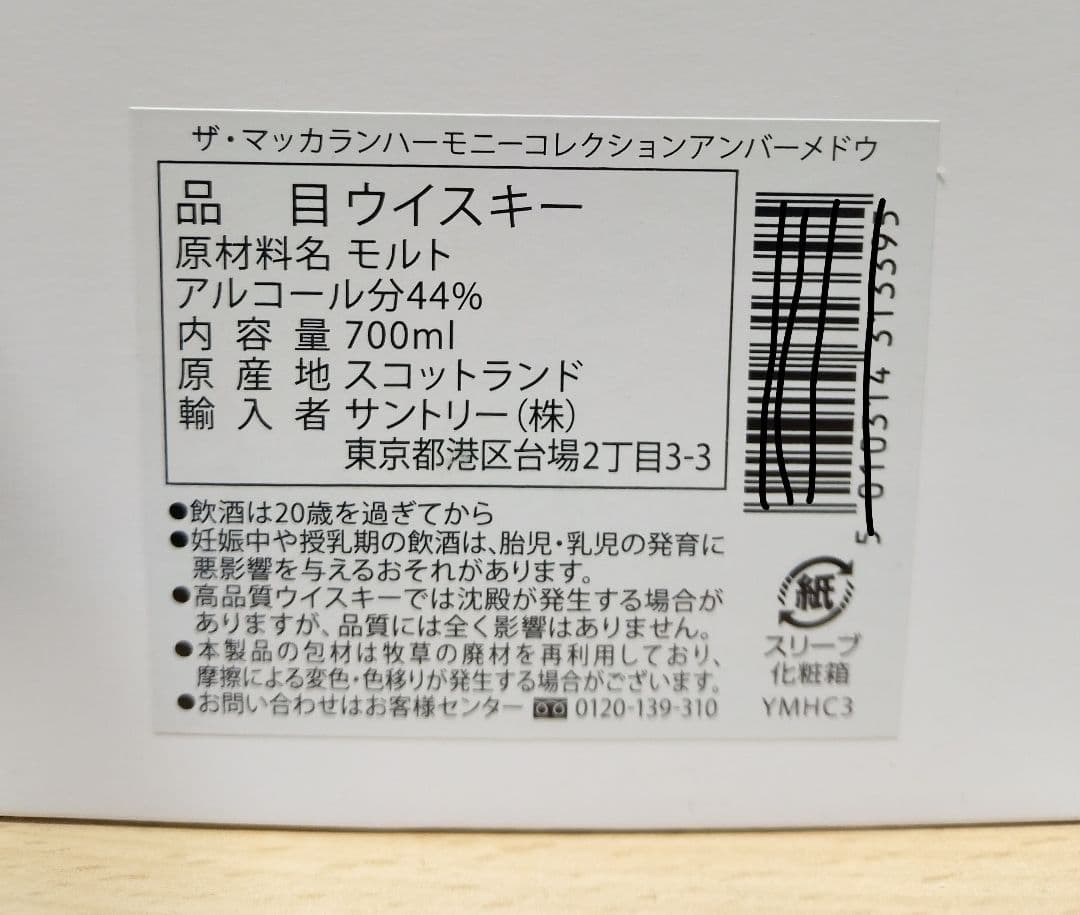 ザ・マッカランハーモニーコレクションアンバーメドウ
品　目 ウイスキー
原材料名 モルト
アルコール分44%
内 容 量 700ml
原 産 地 スコットランド
輸 入 者 サントリー(株)
東京都港区台場2丁目3-3
●飲酒は20歳を過ぎてから
●妊娠中や授乳期の飲酒は、胎児・乳児の発育に
悪影響を与えるおそれがあります。
●高品質ウイスキーでは沈殿が発生する場合が
ありますが、品質には全く影響はありません。
●本製品の包材は牧草の廃材を再利用しており、
摩擦による変色・色移りが発生する場合がございます。
●お問い合わせはお客様センター 0120-139-310
紙
スリーブ
化粧箱
YMHC3